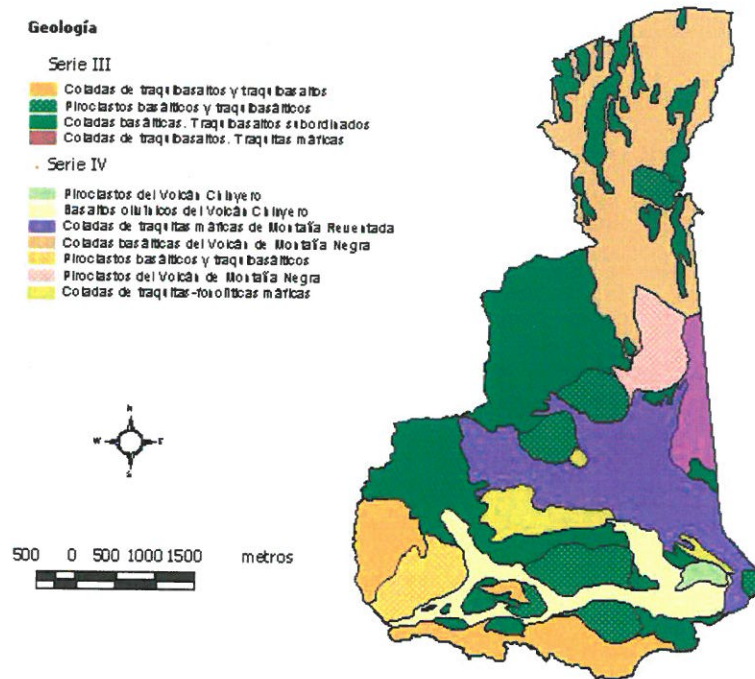 Geología
Serie III
Coladas de traquibasaltos y traquibasaltos
Piroclastos basálticos y traquibasálticos
Coladas basálticas. Traquibasaltos subordinados
Coladas de traquibasaltos. Traquitas máficas
Serie IV
Piroclastos del Volcán Chinyero
Basaltos olivínicos del Volcán Chinyero
Coladas de traquitas máficas de Montaña Reventada
Coladas basálticas del Volcán de Montaña Negra
Piroclastos basálticos y traquibasálticos
Piroclastos del Volcán de Montaña Negra
Coladas de traquitas-fonolíticas máficas
N
W E
S
500 0 500 1000 1500 metros